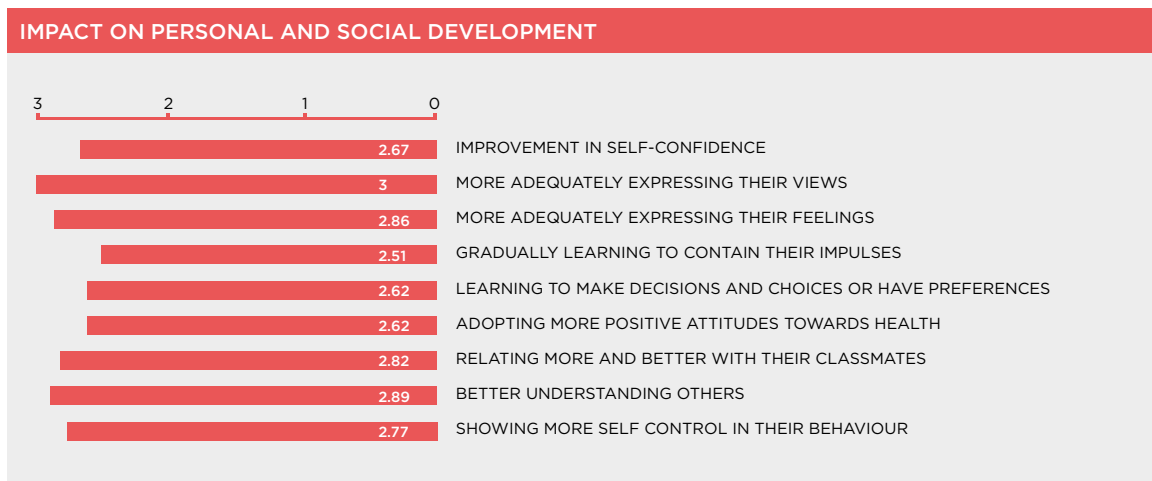 IMPACT ON PERSONAL AND SOCIAL DEVELOPMENT
3 2 1 0
2.67 IMPROVEMENT IN SELF-CONFIDENCE
3 MORE ADEQUATELY EXPRESSING THEIR VIEWS
2.86 MORE ADEQUATELY EXPRESSING THEIR FEELINGS
2.51 GRADUALLY LEARNING TO CONTAIN THEIR IMPULSES
2.62 LEARNING TO MAKE DECISIONS AND CHOICES OR HAVE PREFERENCES
2.62 ADOPTING MORE POSITIVE ATTITUDES TOWARDS HEALTH
2.82 RELATING MORE AND BETTER WITH THEIR CLASSMATES
2.89 BETTER UNDERSTANDING OTHERS
2.77 SHOWING MORE SELF CONTROL IN THEIR BEHAVIOUR